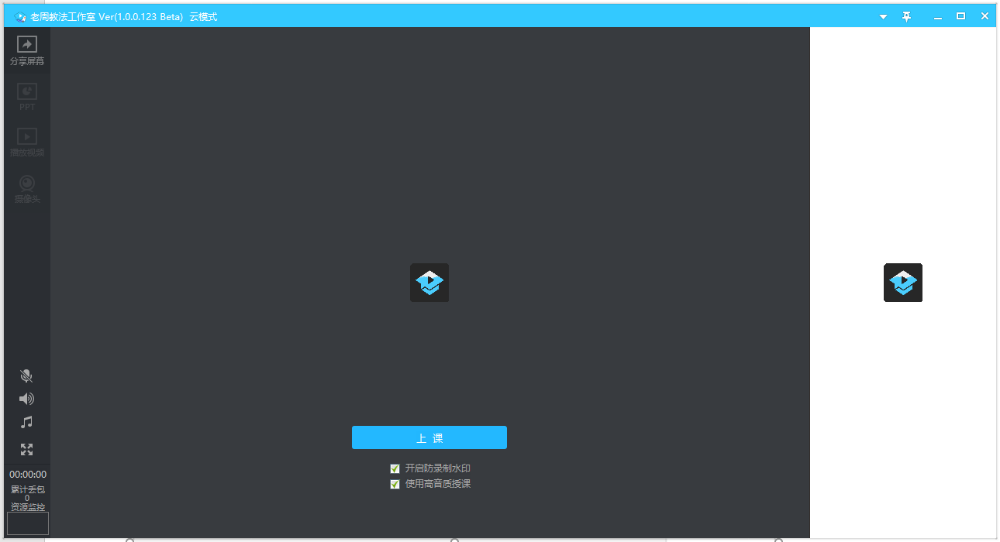 老周教法工作室 Ver(1.0.0.123 Beta) 云模式
分享屏幕
PPT
播放视频
摄像头
上 课
开启防录制水印
使用高音质授课
00:00:00
累计丢包
0
资源监控